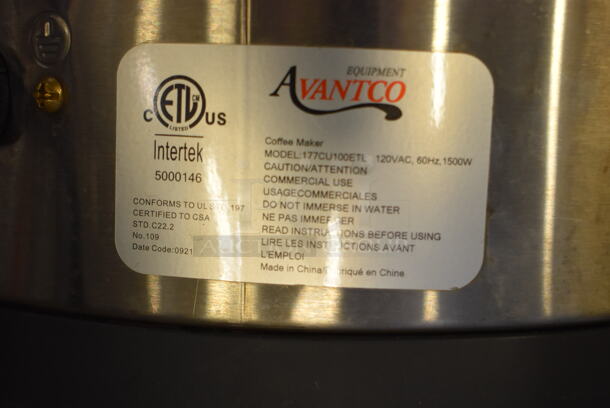 EQUIPMENT
AVANTCO
c ETL CM US
LISTED
Intertek
5000146
CONFORMS TO UL STD. 197
CERTIFIED TO CSA
STD.C22.2
No.109
Date Code:0921
Coffee Maker
MODEL:177CU100ETL 120VAC, 60Hz,1500W
CAUTION/ATTENTION
COMMERCIAL USE
USAGECOMMERCIALES
DO NOT IMMERSE IN WATER
NE PAS IMMERGER
READ INSTRUCTIONS BEFORE USING
LIRE LES INSTRUCTIONS AVANT
L'EMPLOI
Made in China/Fabriqué en Chine